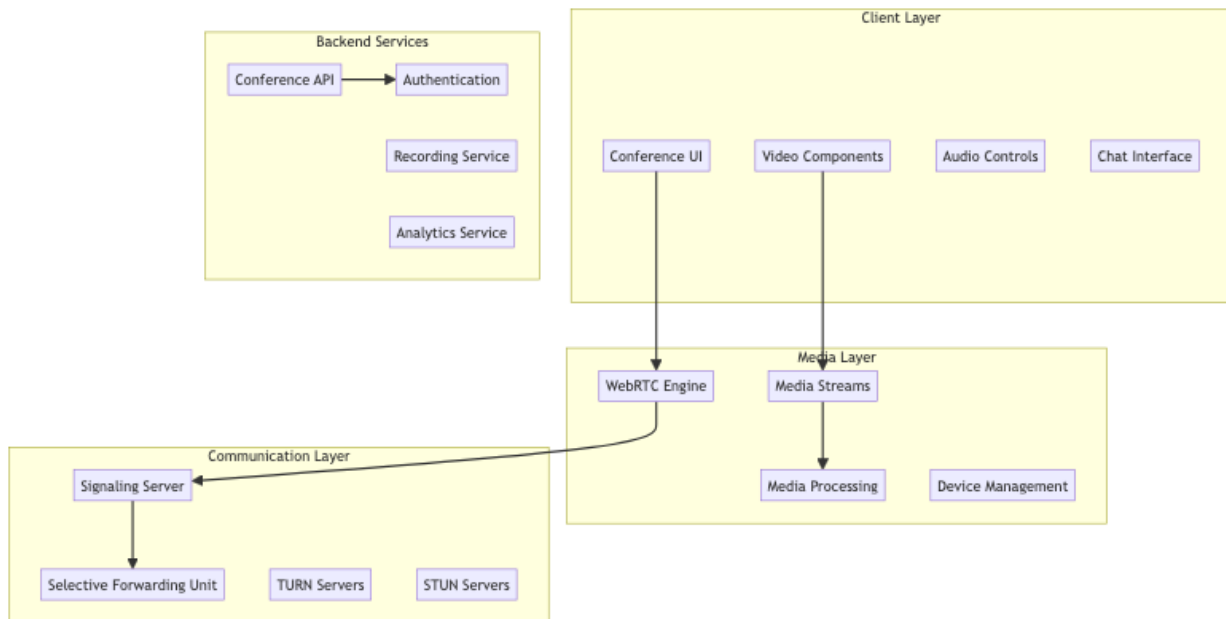 Backend Services
Conference API
Authentication
Recording Service
Analytics Service
Client Layer
Conference UI
Video Components
Audio Controls
Chat Interface
Media Layer
WebRTC Engine
Media Streams
Media Processing
Device Management
Communication Layer
Signaling Server
Selective Forwarding Unit
TURN Servers
STUN Servers